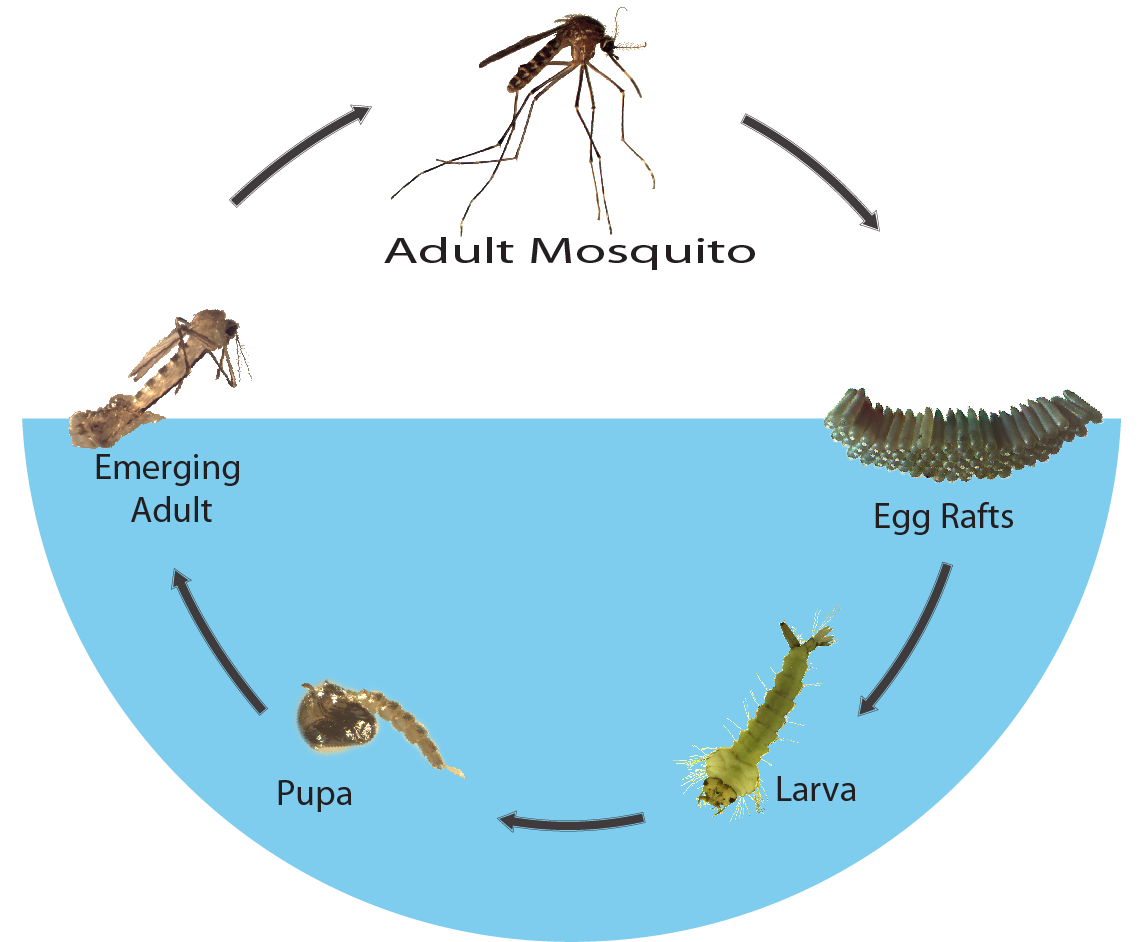 Adult Mosquito
Emerging
Adult
Egg Rafts
Larva
Pupa